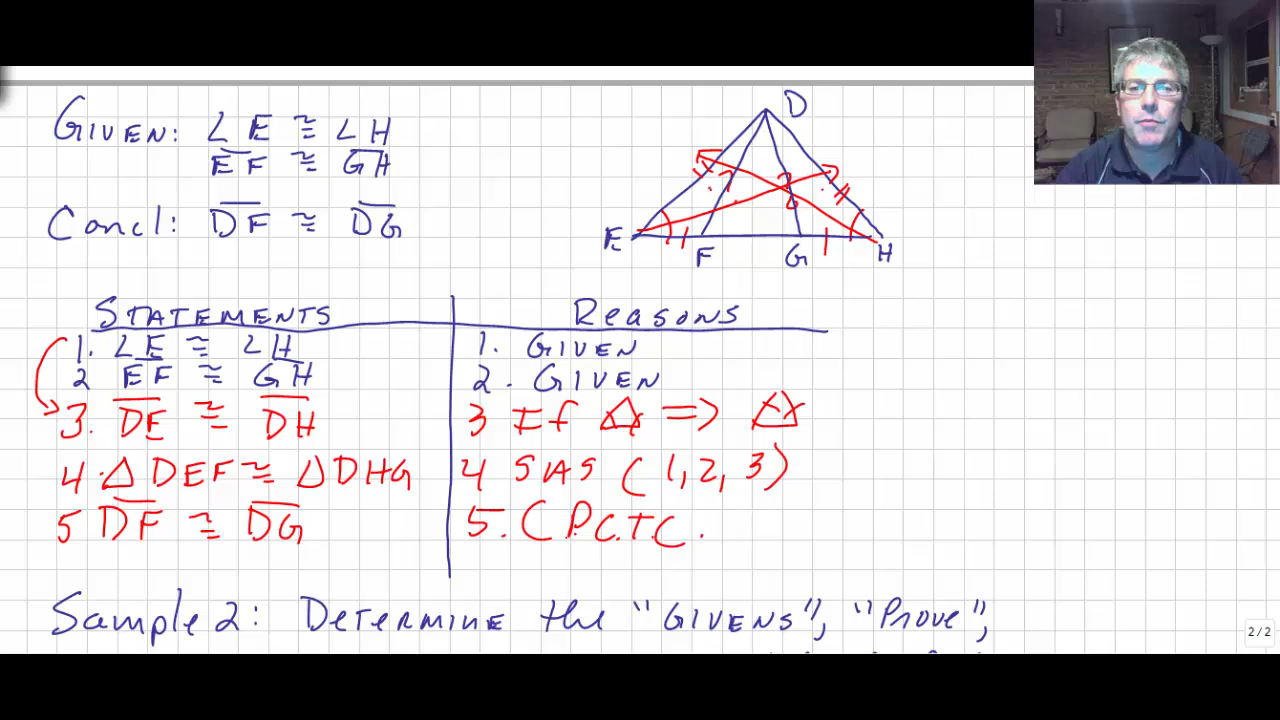 GIVEN: ∠E ≅ ∠H
EF ≅ GH
Concl: DF ≅ DG
D
E
F
G
H
STATEMENTS
Reasons
1. ∠E ≅ ∠H
1. GIVEN
2 EF ≅ GH
2. GIVEN
3. DE ≅ DH
3 If △ => △
4. △DEF ≅ △DHG
4 SAS (1, 2, 3)
5 DF ≅ DG
5. C.P.C.T.C.
Sample 2: DETERMINE the "GIVENS", "Prove",
2 / 2